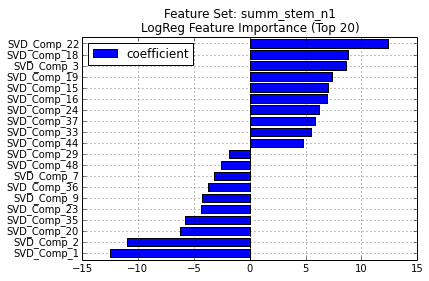 Feature Set: summ_stem_n1
LogReg Feature Importance (Top 20)
coefficient
SVD_Comp_22
SVD_Comp_18
SVD_Comp_3
SVD_Comp_19
SVD_Comp_15
SVD_Comp_16
SVD_Comp_24
SVD_Comp_37
SVD_Comp_33
SVD_Comp_44
SVD_Comp_29
SVD_Comp_48
SVD_Comp_7
SVD_Comp_36
SVD_Comp_9
SVD_Comp_23
SVD_Comp_35
SVD_Comp_20
SVD_Comp_2
SVD_Comp_1
−15 −10 −5 0 5 10 15